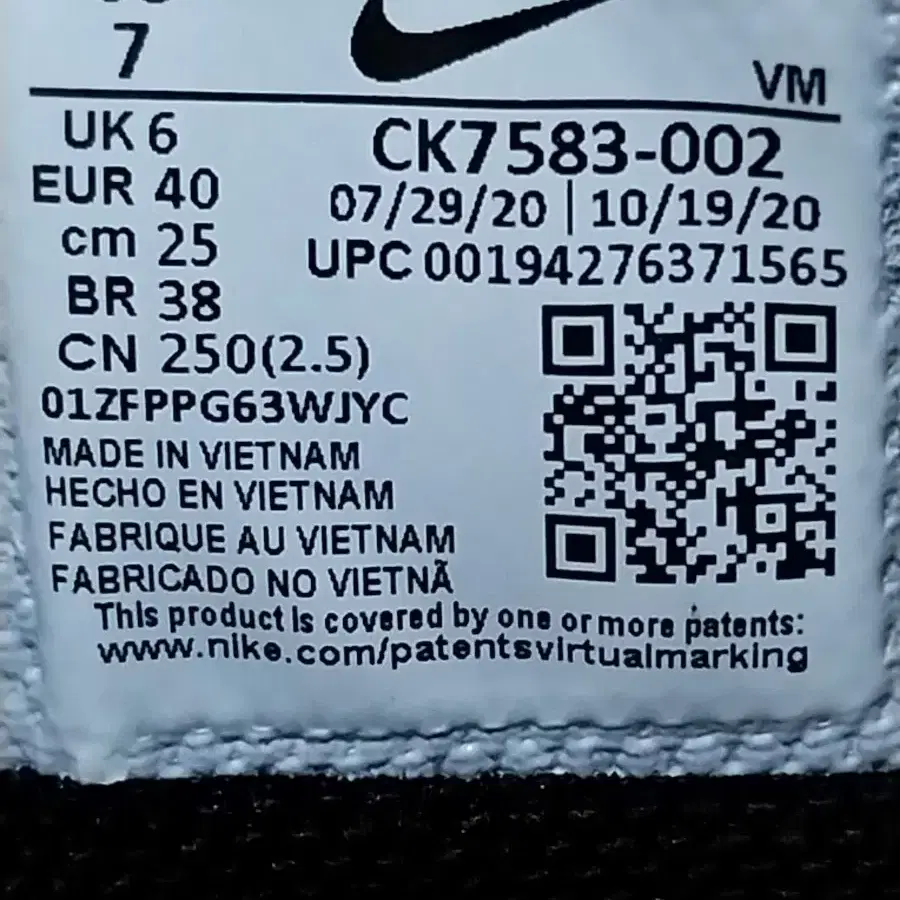 7
VM
UK 6
EUR 40
cm 25
BR 38
CN 250(2.5)
CK7583-002
07/29/20 | 10/19/20
UPC 00194276371565
01ZFPPG63WJYC
MADE IN VIETNAM
HECHO EN VIETNAM
FABRIQUE AU VIETNAM
FABRICADO NO VIETNÃ
This product is covered by one or more patents:
www.nike.com/patentsvirtualmarking